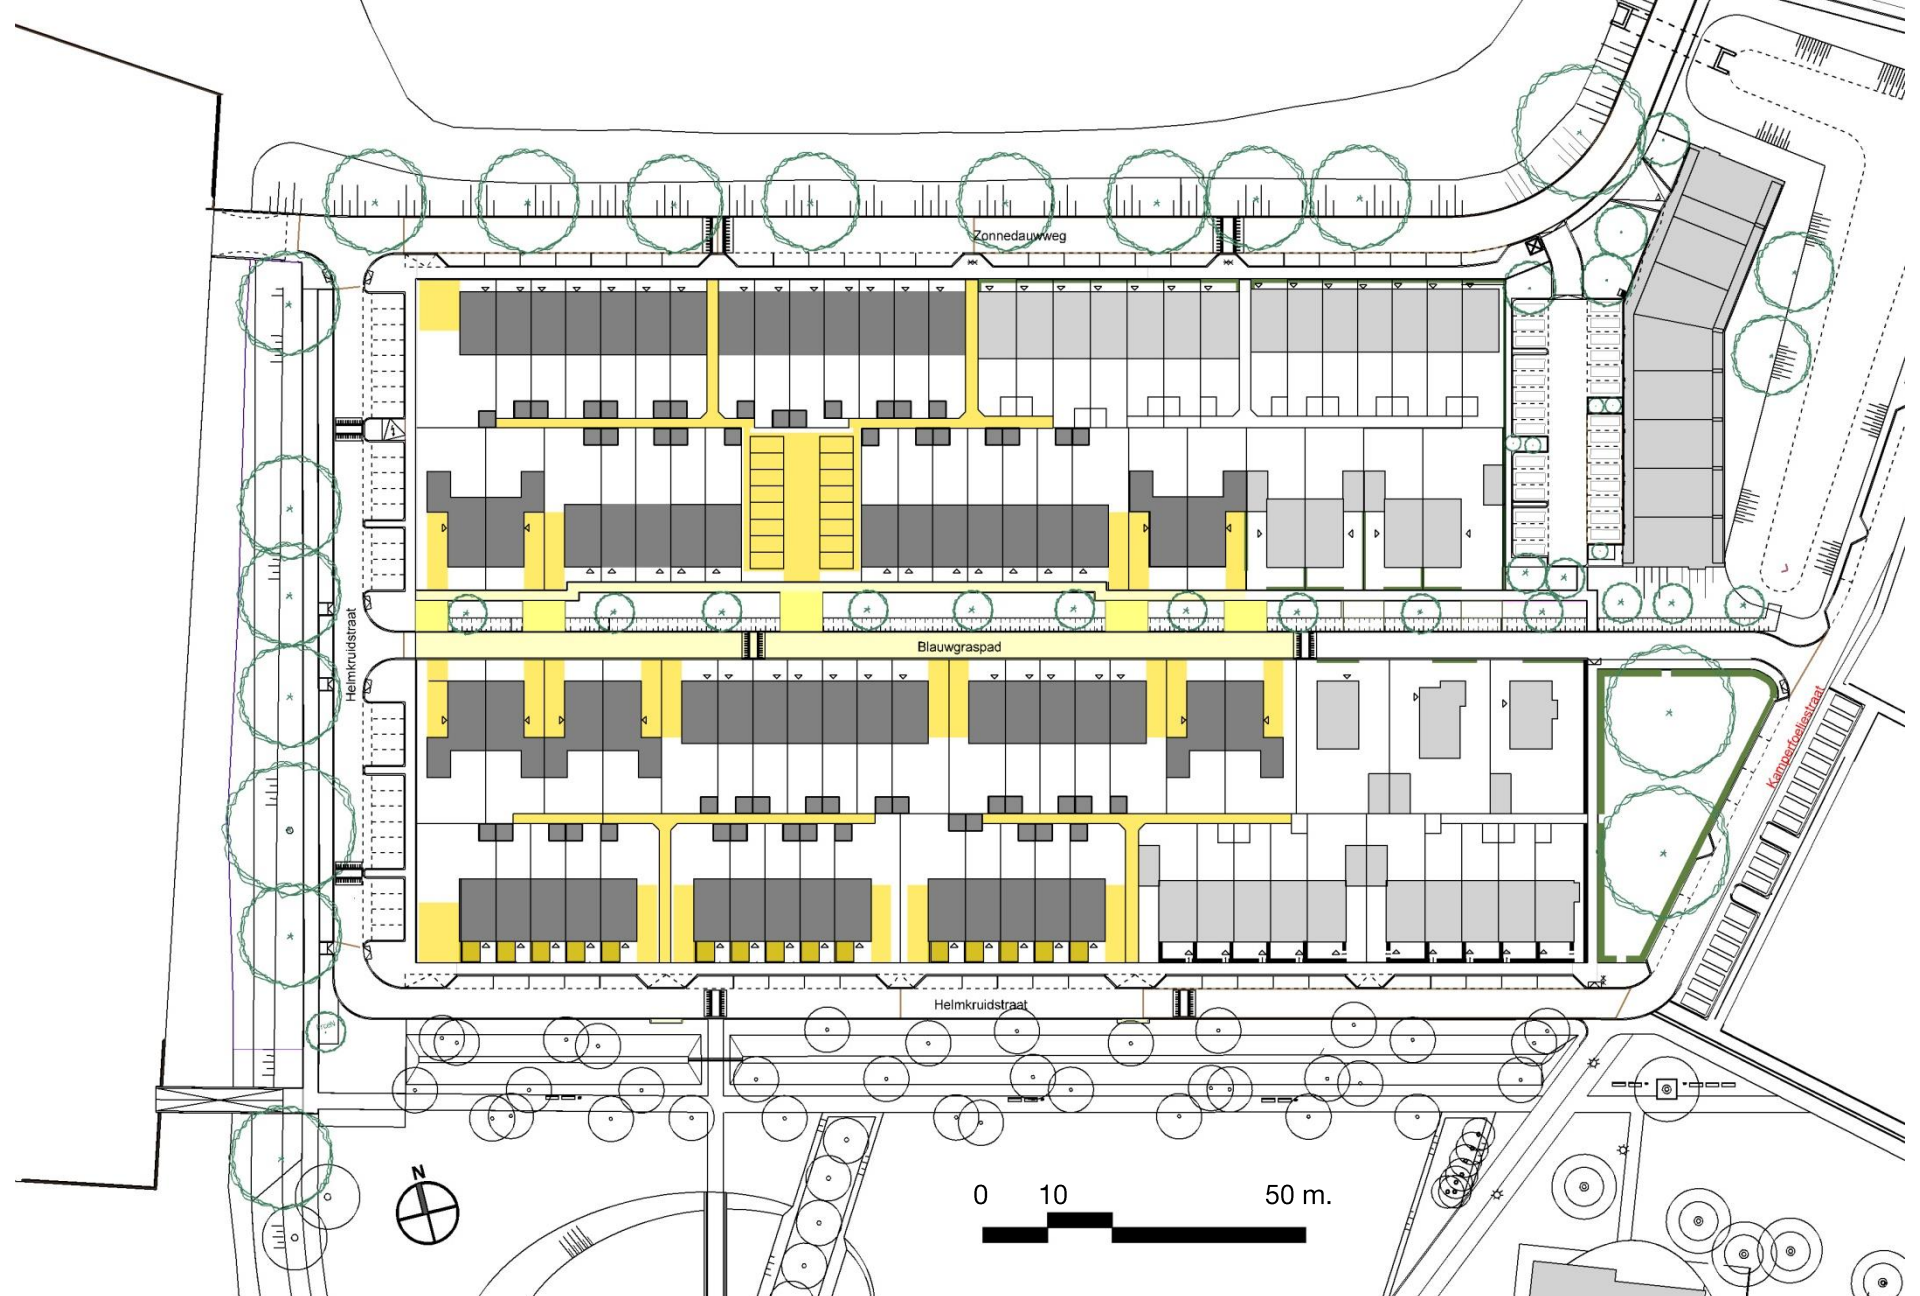 Zonnedauwweg
Helmkruidstraat
Blauwgraspad
Kamperfoeliestraat
Helmkruidstraat
N
0 10 50 m.